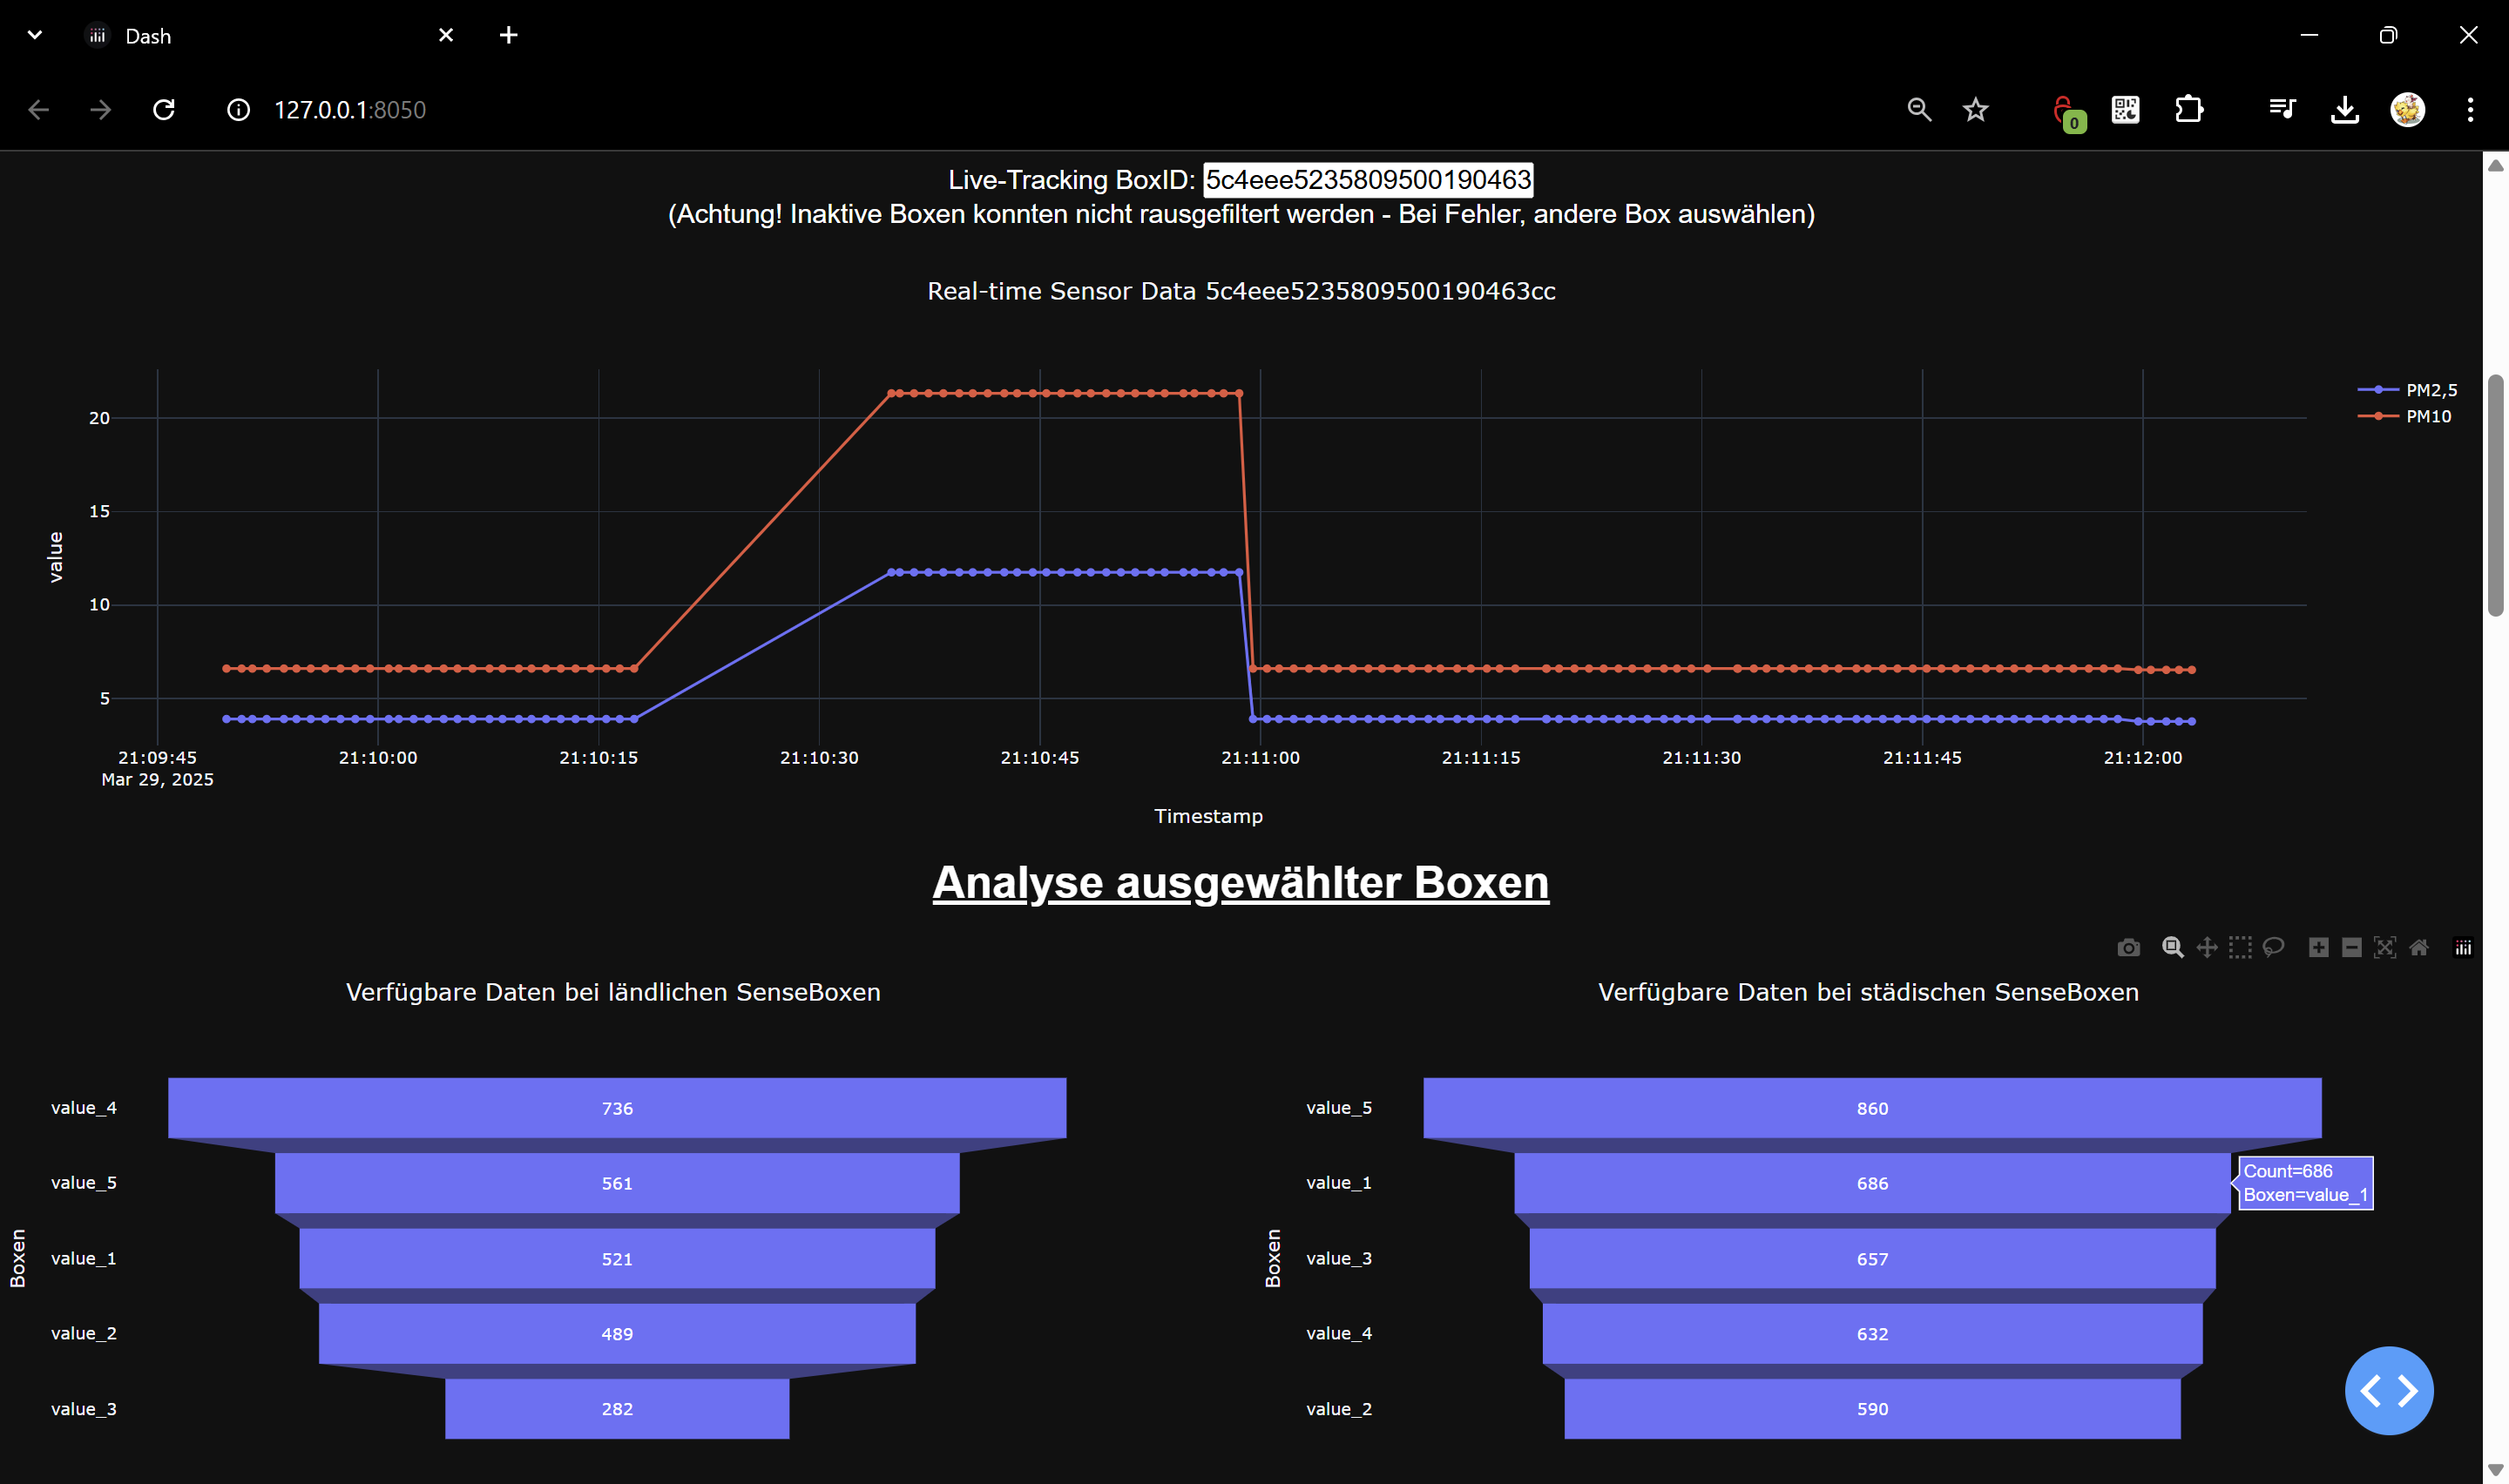 Dash
127.0.0.1:8050
0
Live-Tracking BoxID: 5c4eee5235809500190463
(Achtung! Inaktive Boxen konnten nicht rausgefiltert werden - Bei Fehler, andere Box auswählen)
Real-time Sensor Data 5c4eee5235809500190463cc
PM2,5
PM10
value
20
15
10
5
21:09:45
Mar 29, 2025
21:10:00
21:10:15
21:10:30
21:10:45
21:11:00
21:11:15
21:11:30
21:11:45
21:12:00
Timestamp
Analyse ausgewählter Boxen
Verfügbare Daten bei ländlichen SenseBoxen
Boxen
value_4 736
value_5 561
value_1 521
value_2 489
value_3 282
Verfügbare Daten bei städtischen SenseBoxen
Boxen
value_5 860
value_1 686
value_3 657
value_4 632
value_2 590
Count=686
Boxen=value_1